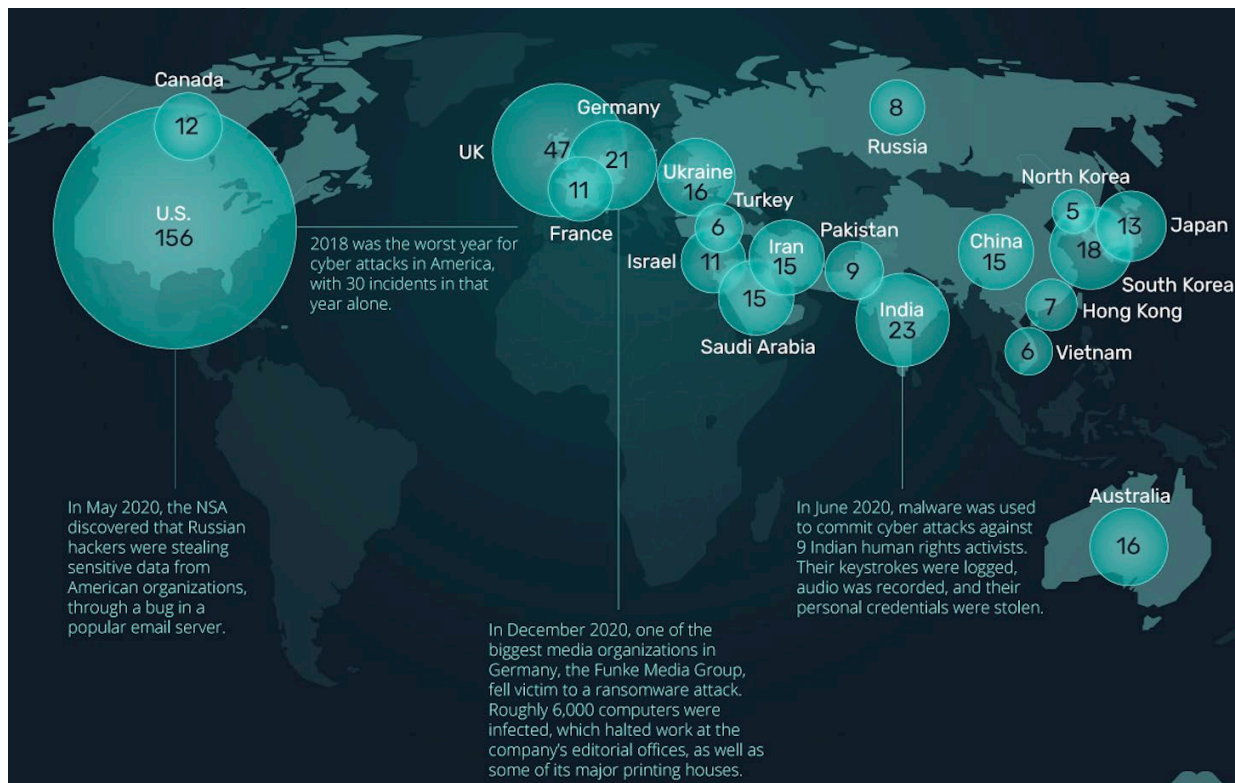 Canada
12
U.S.
156
2018 was the worst year for
cyber attacks in America,
with 30 incidents in that
year alone.
In May 2020, the NSA
discovered that Russian
hackers were stealing
sensitive data from
American organizations,
through a bug in a
popular email server.
UK
47
Germany
21
11
France
Ukraine
16
Turkey
6
Israel
11
Iran
15
15
Saudi Arabia
Pakistan
9
India
23
8
Russia
China
15
North Korea
5
13
Japan
18
South Korea
7
Hong Kong
6
Vietnam
In December 2020, one of the
biggest media organizations in
Germany, the Funke Media Group,
fell victim to a ransomware attack.
Roughly 6,000 computers were
infected, which halted work at the
company's editorial offices, as well as
some of its major printing houses.
In June 2020, malware was used
to commit cyber attacks against
9 Indian human rights activists.
Their keystrokes were logged,
audio was recorded, and their
personal credentials were stolen.
Australia
16